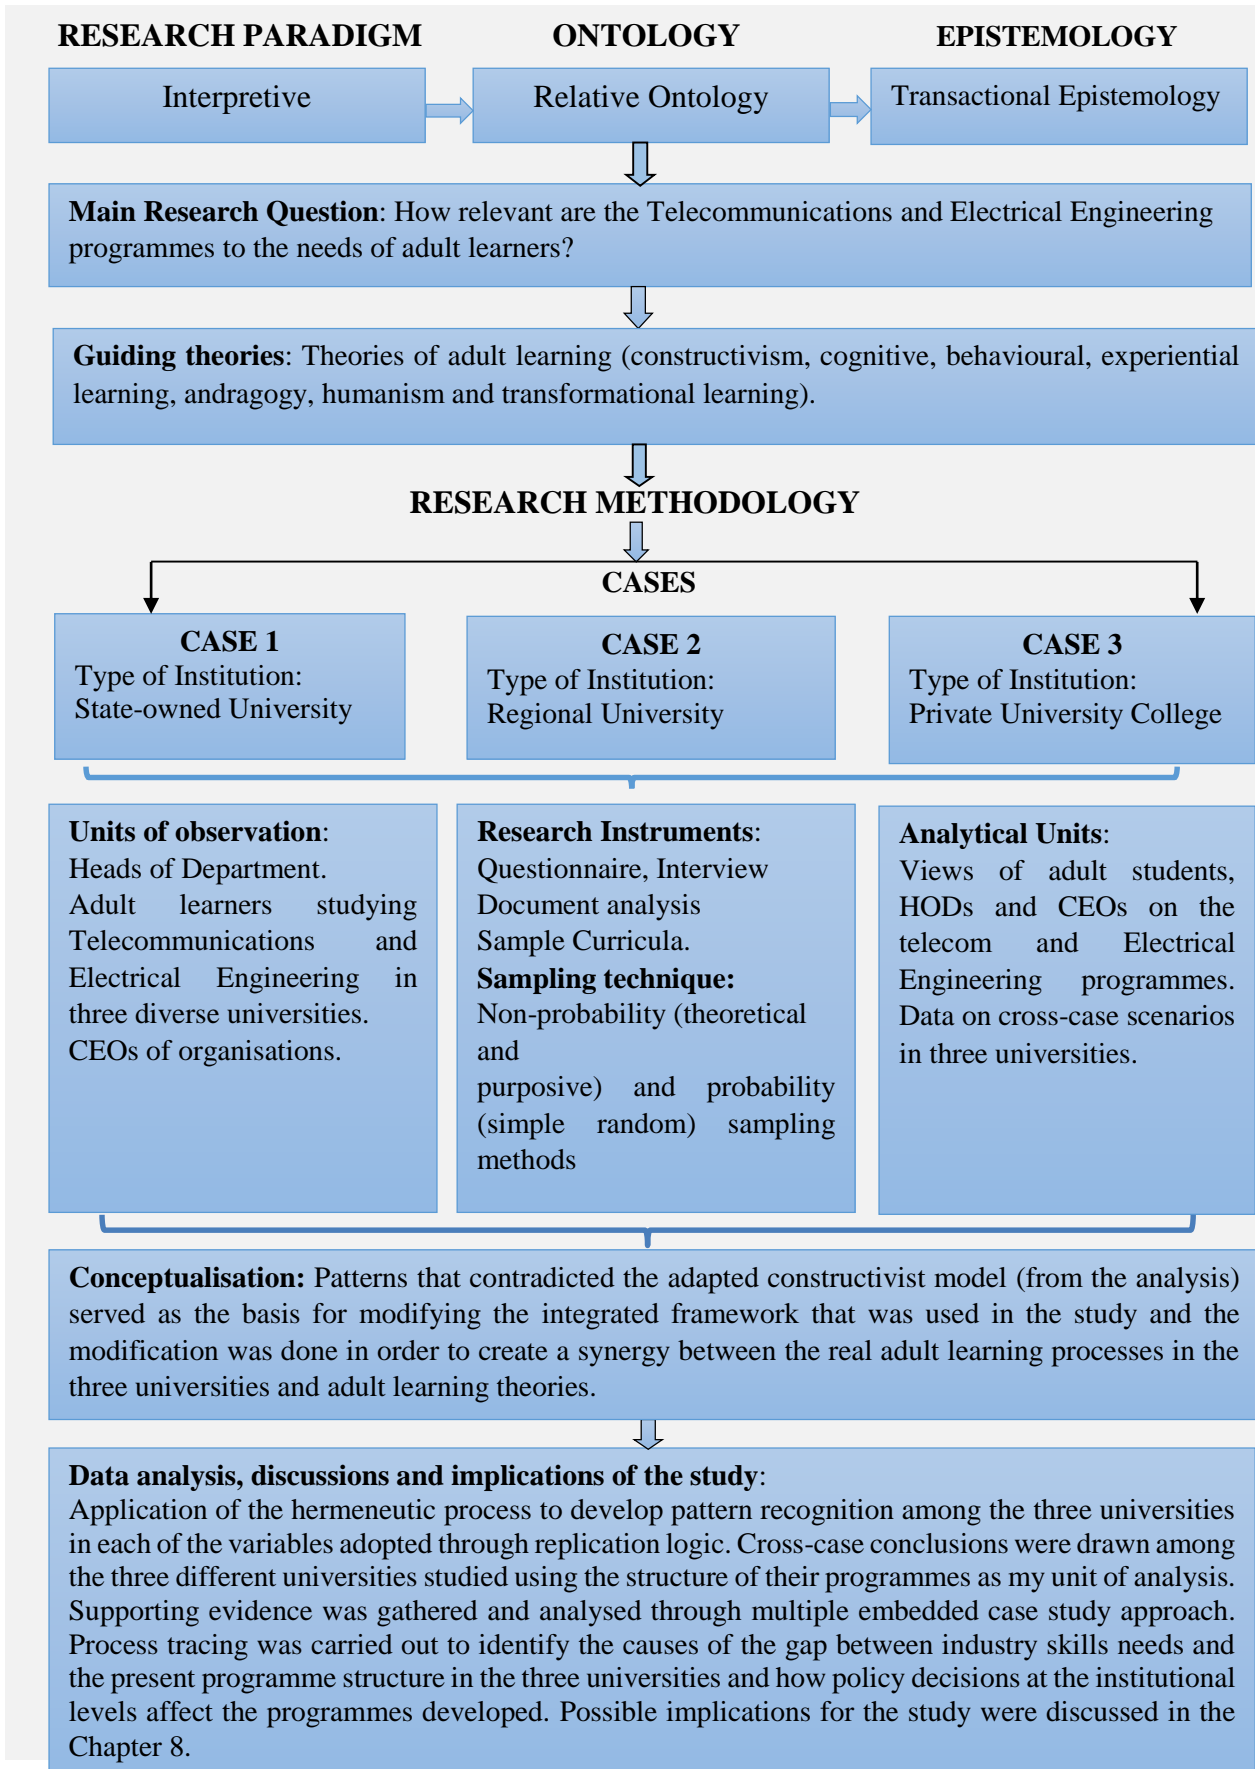 RESEARCH PARADIGM
ONTOLOGY
EPISTEMOLOGY
Interpretive
Relative Ontology
Transactional Epistemology
Main Research Question: How relevant are the Telecommunications and Electrical Engineering
programmes to the needs of adult learners?
Guiding theories: Theories of adult learning (constructivism, cognitive, behavioural, experiential
learning, andragogy, humanism and transformational learning).
RESEARCH METHODOLOGY
CASES
CASE 1
Type of Institution:
State-owned University
CASE 2
Type of Institution:
Regional University
CASE 3
Type of Institution:
Private University College
Units of observation:
Heads of Department.
Adult learners studying
Telecommunications and
Electrical Engineering in
three diverse universities.
CEOs of organisations.
Research Instruments:
Questionnaire, Interview
Document analysis
Sample Curricula.
Sampling technique:
Non-probability (theoretical
and
purposive) and probability
(simple random) sampling
methods
Analytical Units:
Views of adult students,
HODs and CEOs on the
telecom and Electrical
Engineering programmes.
Data on cross-case scenarios
in three universities.
Conceptualisation: Patterns that contradicted the adapted constructivist model (from the analysis)
served as the basis for modifying the integrated framework that was used in the study and the
modification was done in order to create a synergy between the real adult learning processes in the
three universities and adult learning theories.
Data analysis, discussions and implications of the study:
Application of the hermeneutic process to develop pattern recognition among the three universities
in each of the variables adopted through replication logic. Cross-case conclusions were drawn among
the three different universities studied using the structure of their programmes as my unit of analysis.
Supporting evidence was gathered and analysed through multiple embedded case study approach.
Process tracing was carried out to identify the causes of the gap between industry skills needs and
the present programme structure in the three universities and how policy decisions at the institutional
levels affect the programmes developed. Possible implications for the study were discussed in the
Chapter 8.